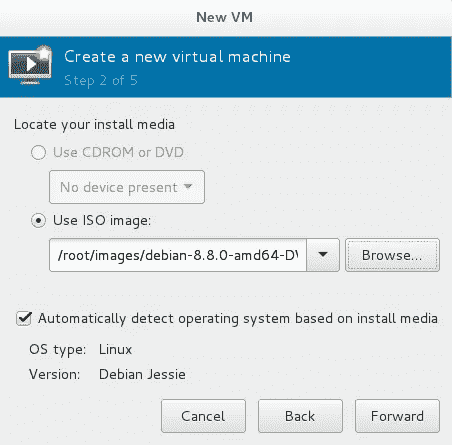 New VM
Create a new virtual machine
Step 2 of 5
Locate your install media
Use CDROM or DVD
No device present
Use ISO image:
/root/images/debian-8.8.0-amd64-DV
Browse...
Automatically detect operating system based on install media
OS type: Linux
Version: Debian Jessie
Cancel Back Forward